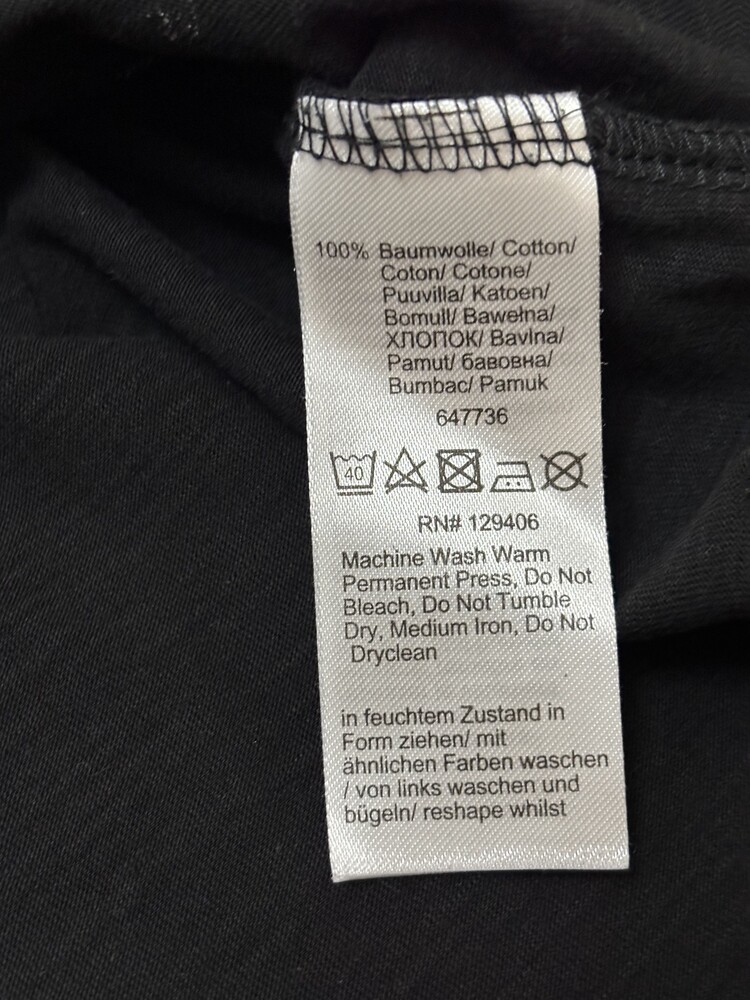 100% Baumwolle/ Cotton/
Coton/ Cotone/
Puuvilla/ Katoen/
Bomull/ Bawełna/
ХЛОПОК/ Bavlna/
Pamut/ бавовна/
Bumbac/ Pamuk
647736
40
RN# 129406
Machine Wash Warm
Permanent Press, Do Not
Bleach, Do Not Tumble
Dry, Medium Iron, Do Not
Dryclean
in feuchtem Zustand in
Form ziehen/ mit
ähnlichen Farben waschen
/ von links waschen und
bügeln/ reshape whilst